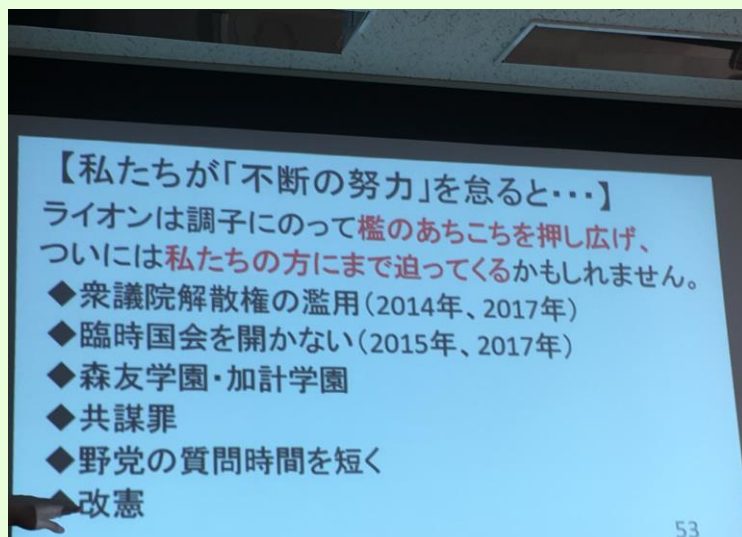 【私たちが「不断の努力」を怠ると・・・】
ライオンは調子にのって檻のあちこちを押し広げ、
ついには私たちの方にまで迫ってくるかもしれません。
◆衆議院解散権の濫用（2014年、2017年）
◆臨時国会を開かない（2015年、2017年）
◆森友学園・加計学園
◆共謀罪
◆野党の質問時間を短く
◆改憲
53